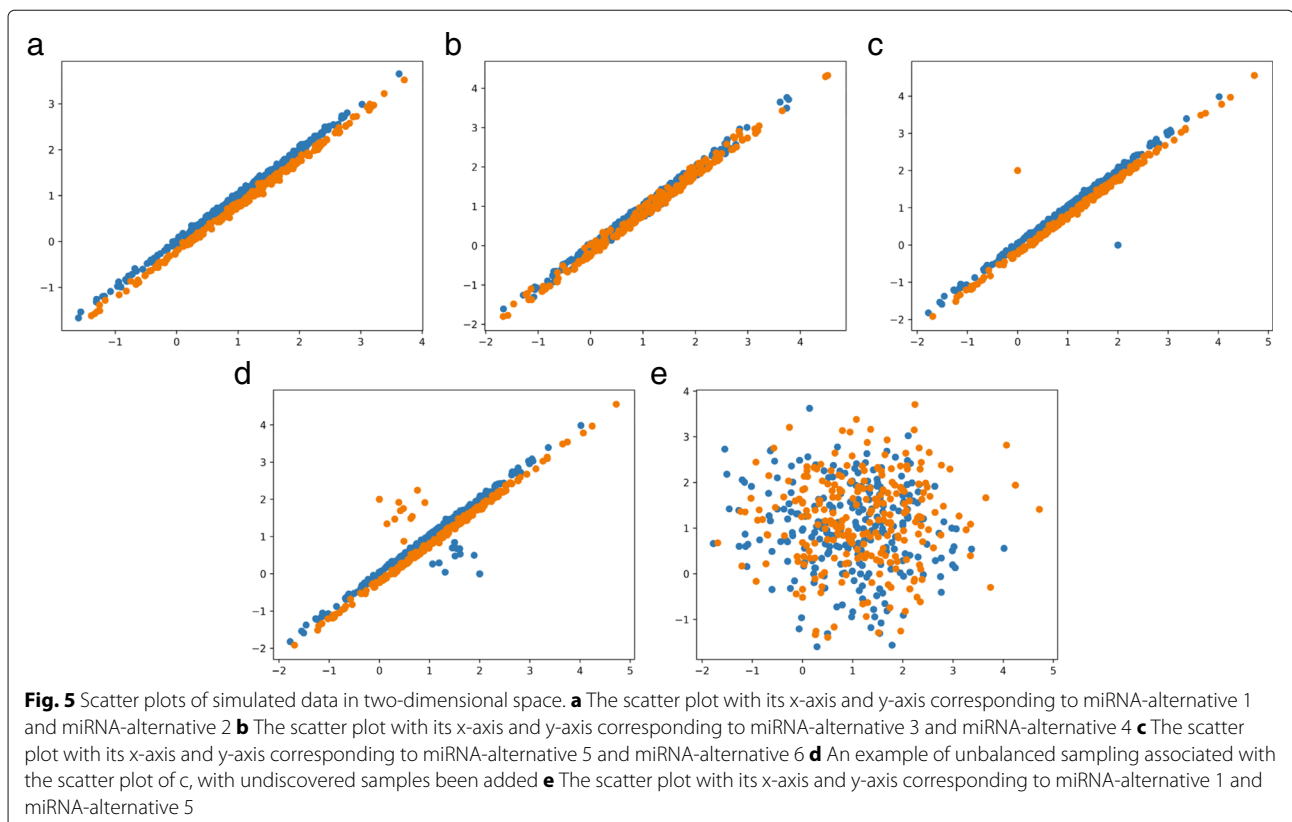 a
b
c
3
2
1
0
−1
−1 0 1 2 3 4
4
3
2
1
0
−1
−2
−2 −1 0 1 2 3 4
4
3
2
1
0
−1
−2
−2 −1 0 1 2 3 4 5
d
e
4
3
2
1
0
−1
−2
−2 −1 0 1 2 3 4 5
4
3
2
1
0
−1
−2 −1 0 1 2 3 4 5
Fig. 5 Scatter plots of simulated data in two-dimensional space. a The scatter plot with its x-axis and y-axis corresponding to miRNA-alternative 1
and miRNA-alternative 2 b The scatter plot with its x-axis and y-axis corresponding to miRNA-alternative 3 and miRNA-alternative 4 c The scatter
plot with its x-axis and y-axis corresponding to miRNA-alternative 5 and miRNA-alternative 6 d An example of unbalanced sampling associated with
the scatter plot of c, with undiscovered samples been added e The scatter plot with its x-axis and y-axis corresponding to miRNA-alternative 1 and
miRNA-alternative 5